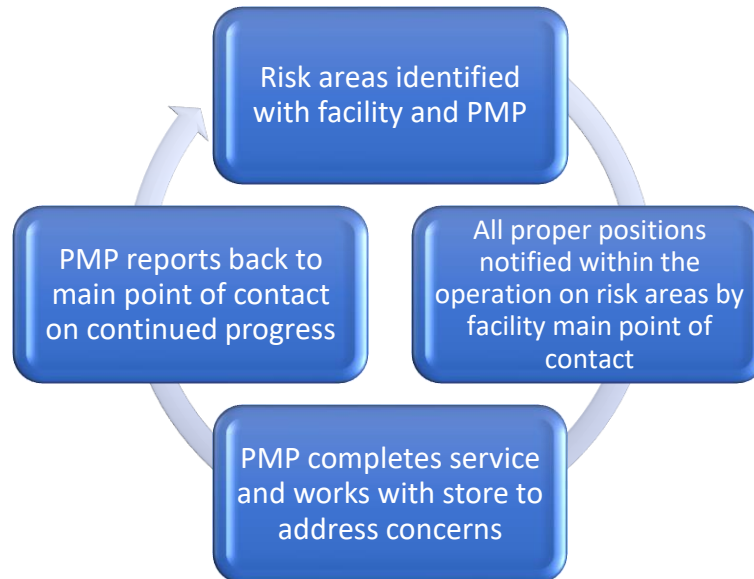 Risk areas identified
with facility and PMP
All proper positions
notified within the
operation on risk areas by
facility main point of
contact
PMP completes service
and works with store to
address concerns
PMP reports back to
main point of contact
on continued progress